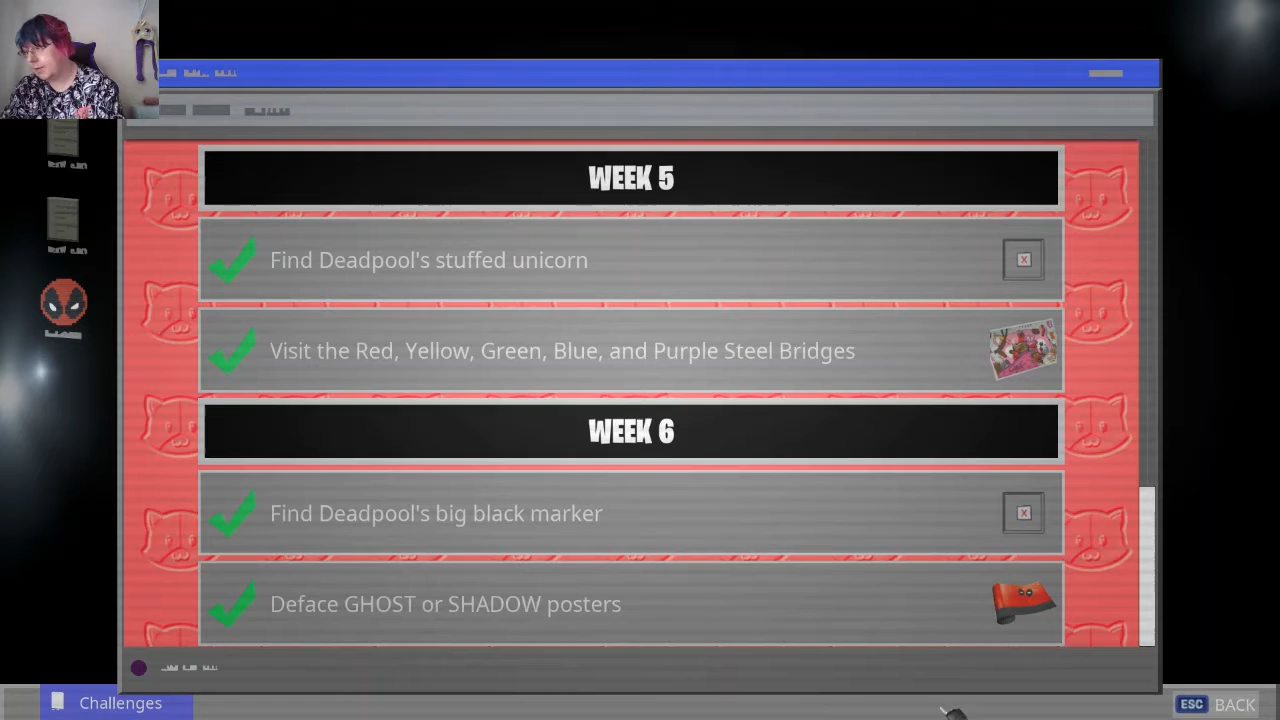 WEEK 5
Find Deadpool's stuffed unicorn
Visit the Red, Yellow, Green, Blue, and Purple Steel Bridges
WEEK 6
Find Deadpool's big black marker
Deface GHOST or SHADOW posters
Challenges
ESC BACK